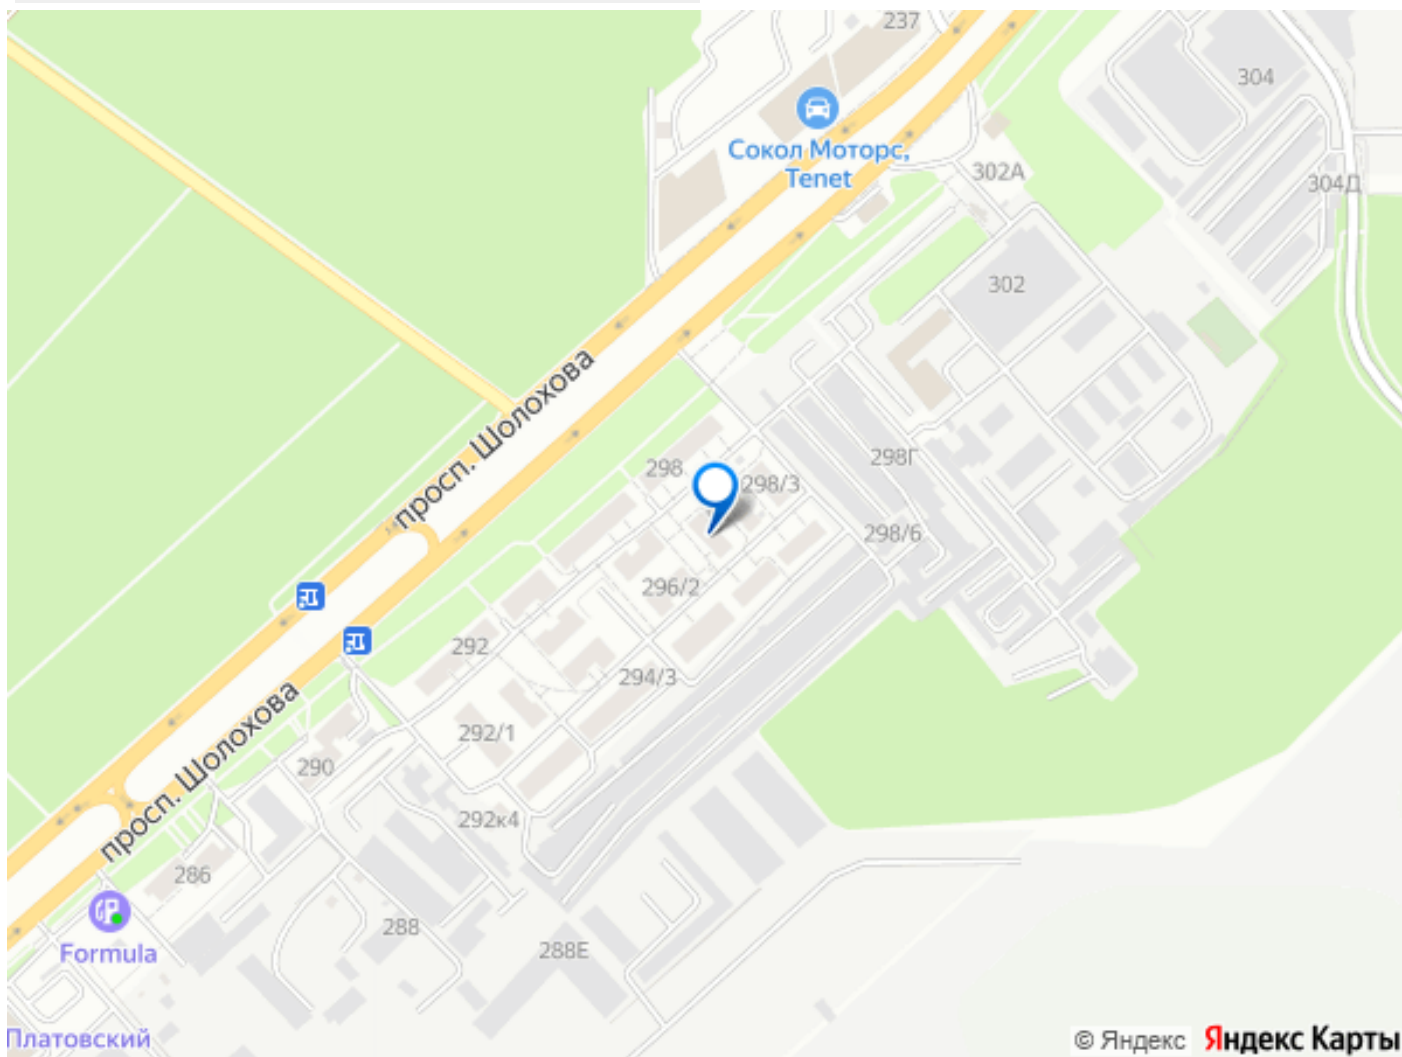 237
304
Сокол Моторс,
Tenet
302А
304Д
302
просп. Шолохова
298
298/3
298Г
298/6
296/2
292
294/3
просп. Шолохова
292/1
290
292к4
286
288
Formula
288Е
Платовский
© Яндекс Яндекс Карты